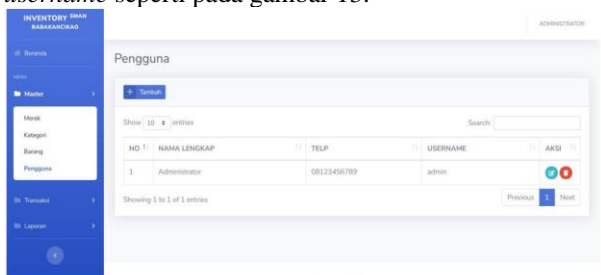 username seperti pada gambar 15.
INVENTORY SMAN
BABAKANCIKAO
ADMINISTRATOR
Beranda
Pengguna
MENU
Master
+ Tambah
Merek
Kategori
Barang
Pengguna
Show 10 entries
Search:
NO NAMA LENGKAP TELP USERNAME AKSI
1 Administrator 08123456789 admin
Showing 1 to 1 of 1 entries
Previous 1 Next
Transaksi
Laporan